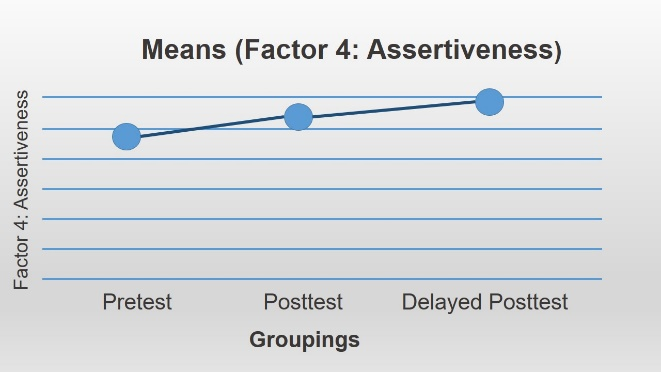 Means (Factor 4: Assertiveness)
Factor 4: Assertiveness
Pretest
Posttest
Delayed Posttest
Groupings